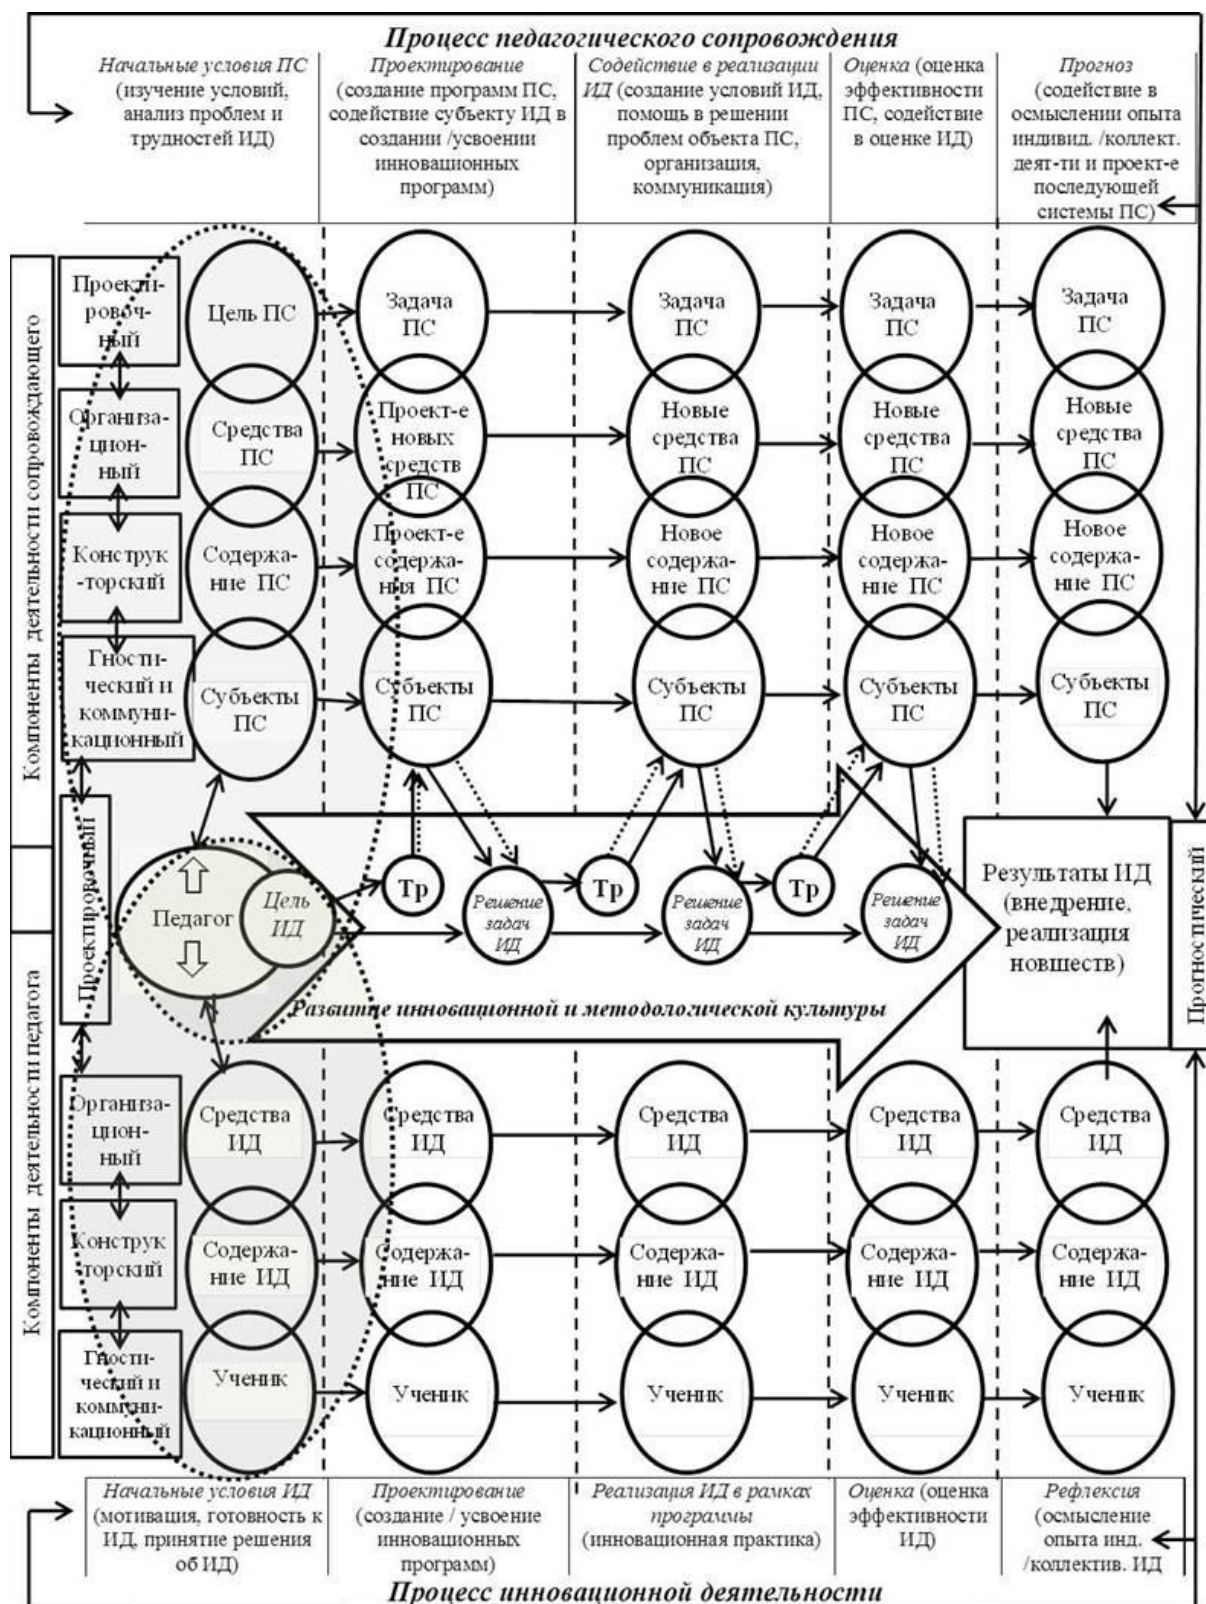 Процесс педагогического сопровождения
Начальные условия ПС
(изучение условий,
анализ проблем и
трудностей ИД)
Проектирование
(создание программ ПС,
содействие субъекту ИД в
создании /усвоении
инновационных
программ)
Содействие в реализации
ИД (создание условий ИД,
помощь в решении
проблем объекта ПС,
организация,
коммуникация)
Оценка (оценка
эффективности
ПС, содействие
в оценке ИД)
Прогноз
(содействие в
осмыслении опыта
индивид. /коллект.
деят-ти и проект-е
последующей
системы ПС)
Компоненты деятельности сопровождающего
Проекти-
ровоч-
ный
Цель ПС
Задача
ПС
Задача
ПС
Задача
ПС
Задача
ПС
Организа-
цион-
ный
Средства
ПС
Проект-е
новых
средств
ПС
Новые
средства
ПС
Новые
средства
ПС
Новые
средства
ПС
Конструк
-торский
Содерж-
ание ПС
Проект-е
содержа-
ния ПС
Новое
содержа-
ние ПС
Новое
содержа-
ние ПС
Новое
содержа-
ние ПС
Гности-
ческий и
коммуни-
кационный
Субъекты
ПС
Субъекты
ПС
Субъекты
ПС
Субъекты
ПС
Субъекты
ПС
Проектировочный
Педагог
Цель
ИД
Тр
Решение
задач
ИД
Тр
Решение
задач
ИД
Тр
Решение
задач
ИД
Результаты ИД
(внедрение,
реализация
новшеств)
Прогностический
Развитие инновационной и методологической культуры
Компоненты деятельности педагога
Организа-
цион-
ный
Средства
ИД
Средства
ИД
Средства
ИД
Средства
ИД
Средства
ИД
Конструк
торский
Содержа-
ние ИД
Содержа-
ние ИД
Содержа-
ние ИД
Содержа-
ние ИД
Содержа-
ние ИД
Гности-
ческий и
коммуни-
кационный
Ученик
Ученик
Ученик
Ученик
Ученик
Начальные условия ИД
(мотивация, готовность к
ИД, принятие решения
об ИД)
Проектирование
(создание / усвоение
инновационных
программ)
Реализация ИД в рамках
программы
(инновационная практика)
Оценка (оценка
эффективности
ИД)
Рефлексия
(осмысление
опыта инд.
/коллектив. ИД
Процесс инновационной деятельности